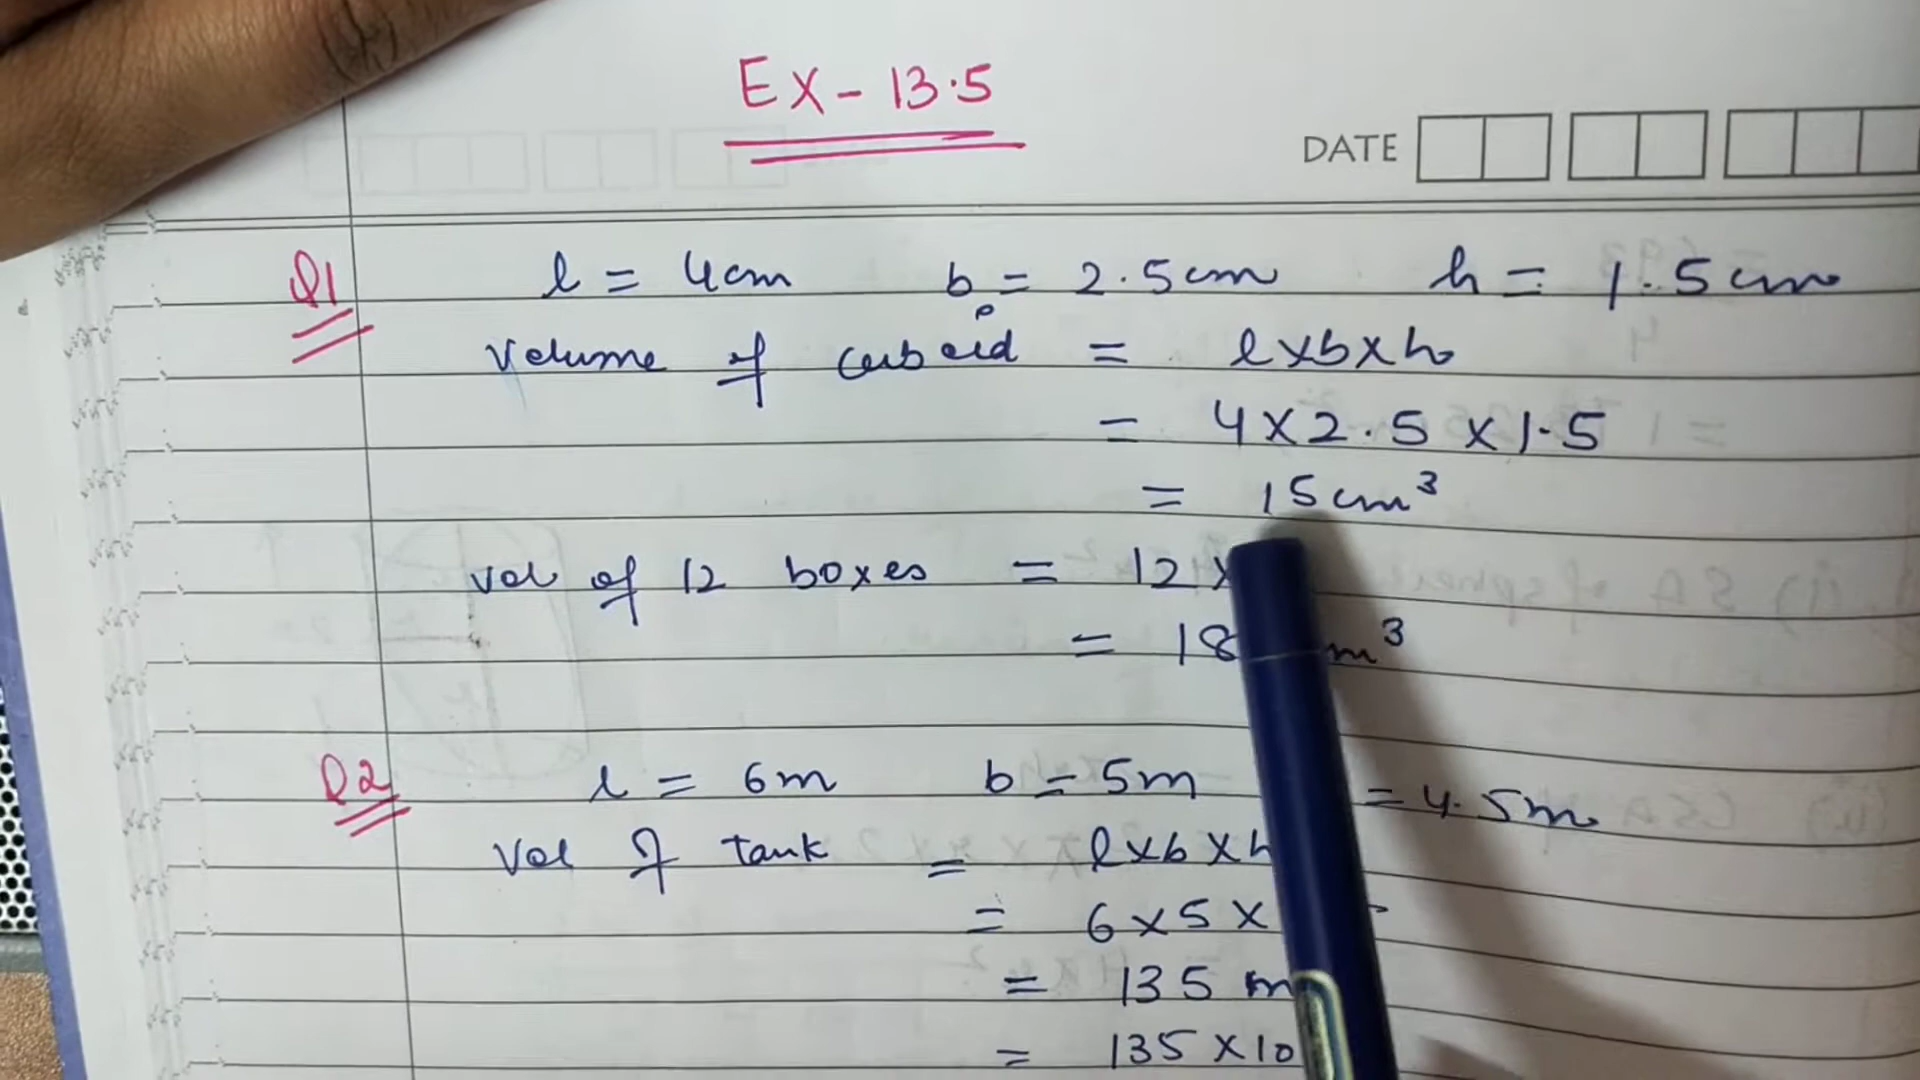 Ex - 13.5
DATE
Q1 l = 4cm b = 2.5cm h = 1.5cm
Volume of cuboid = l×b×h
= 4×2.5×1.5
= 15cm³
vol of 12 boxes = 12×
= 18 m³
Q2 l = 6m b = 5m = 4.5m
Vol of tank = l×b×h
= 6×5×
= 135 m
= 135×10